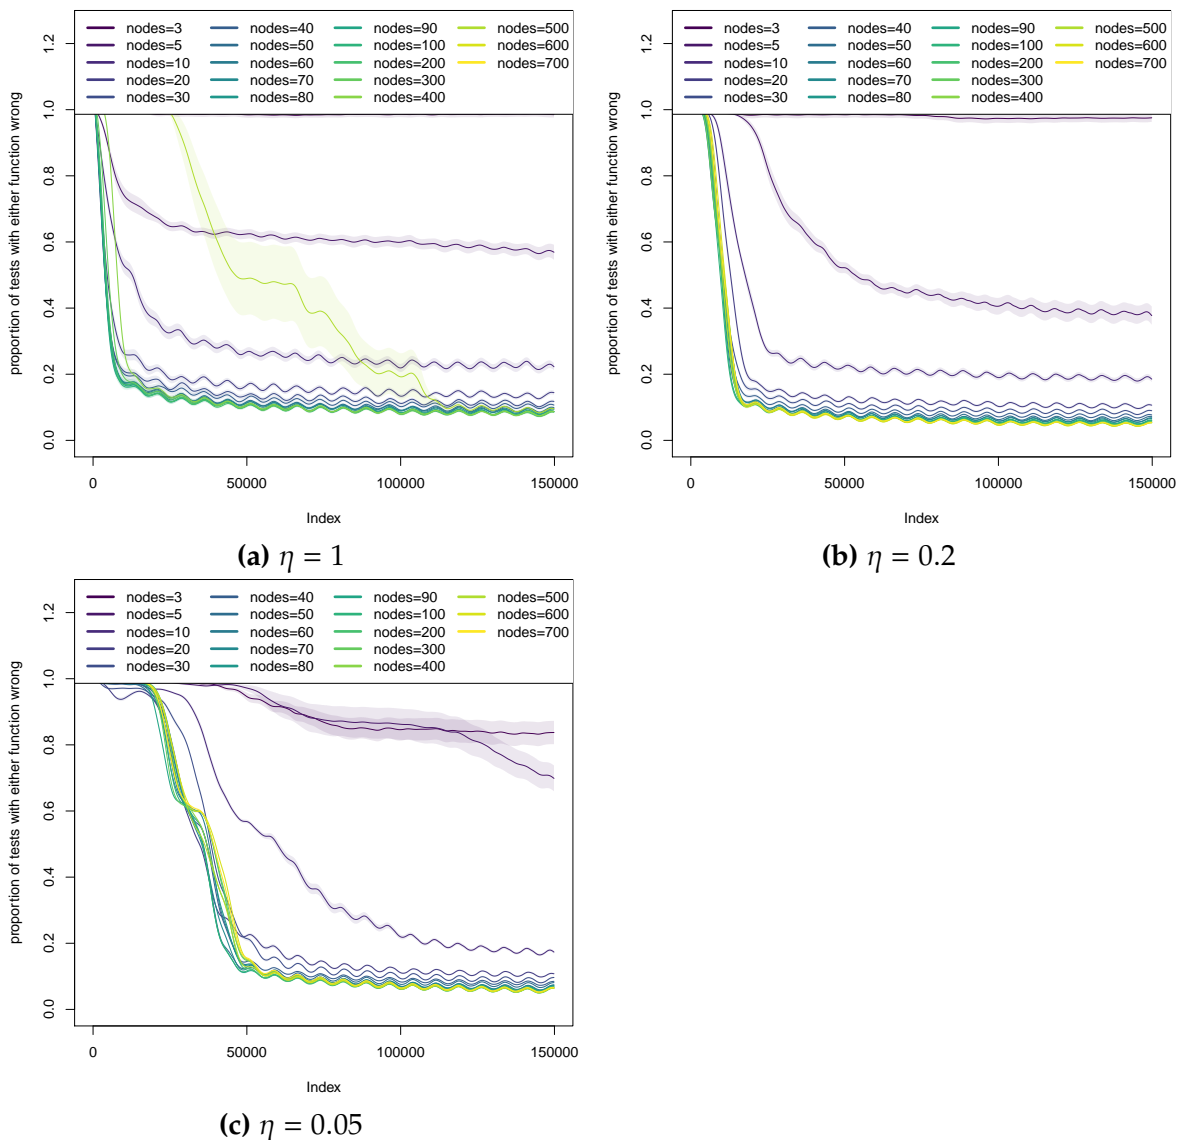 nodes=3 nodes=40 nodes=90 nodes=500
nodes=5 nodes=50 nodes=100 nodes=600
nodes=10 nodes=60 nodes=200 nodes=700
nodes=20 nodes=70 nodes=300
nodes=30 nodes=80 nodes=400
proportion of tests with either function wrong
1.2
1.0
0.8
0.6
0.4
0.2
0.0
0 50000 100000 150000
Index
(a) η = 1
nodes=3 nodes=40 nodes=90 nodes=500
nodes=5 nodes=50 nodes=100 nodes=600
nodes=10 nodes=60 nodes=200 nodes=700
nodes=20 nodes=70 nodes=300
nodes=30 nodes=80 nodes=400
proportion of tests with either function wrong
1.2
1.0
0.8
0.6
0.4
0.2
0.0
0 50000 100000 150000
Index
(b) η = 0.2
nodes=3 nodes=40 nodes=90 nodes=500
nodes=5 nodes=50 nodes=100 nodes=600
nodes=10 nodes=60 nodes=200 nodes=700
nodes=20 nodes=70 nodes=300
nodes=30 nodes=80 nodes=400
proportion of tests with either function wrong
1.2
1.0
0.8
0.6
0.4
0.2
0.0
0 50000 100000 150000
Index
(c) η = 0.05